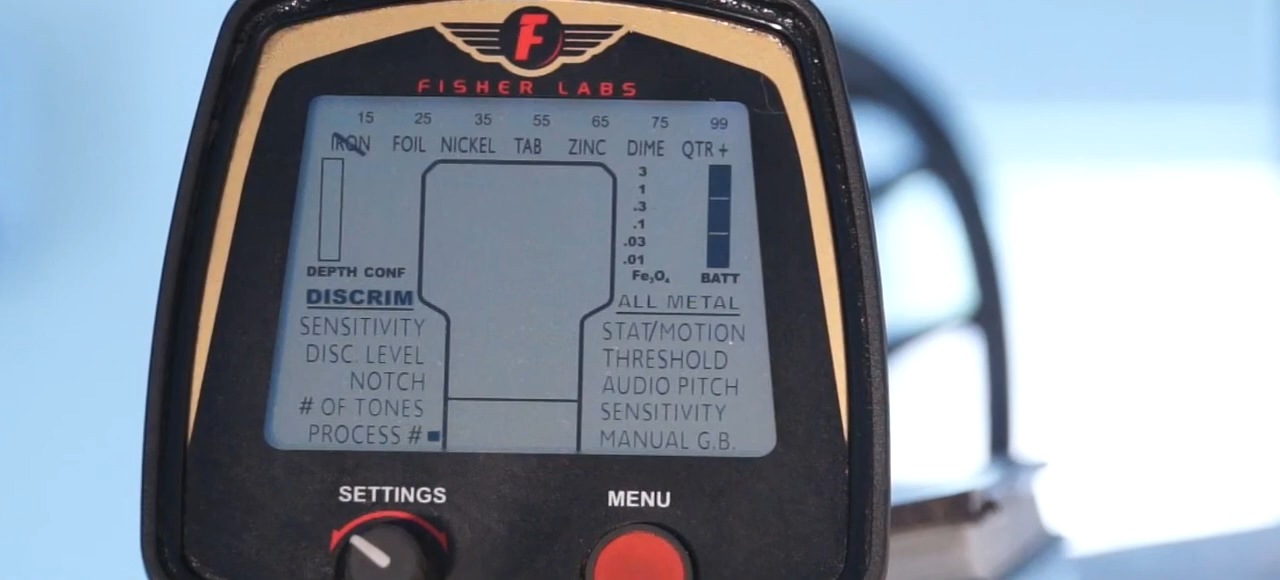 F
FISHER LABS
15 25 35 55 65 75 99
IRON FOIL NICKEL TAB ZINC DIME QTR+
3
1
.3
.1
.03
.01
DEPTH CONF
Fe₃O₄
BATT
DISCRIM
SENSITIVITY
DISC. LEVEL
NOTCH
# OF TONES
PROCESS #
ALL METAL
STAT/MOTION
THRESHOLD
AUDIO PITCH
SENSITIVITY
MANUAL G.B.
SETTINGS
MENU